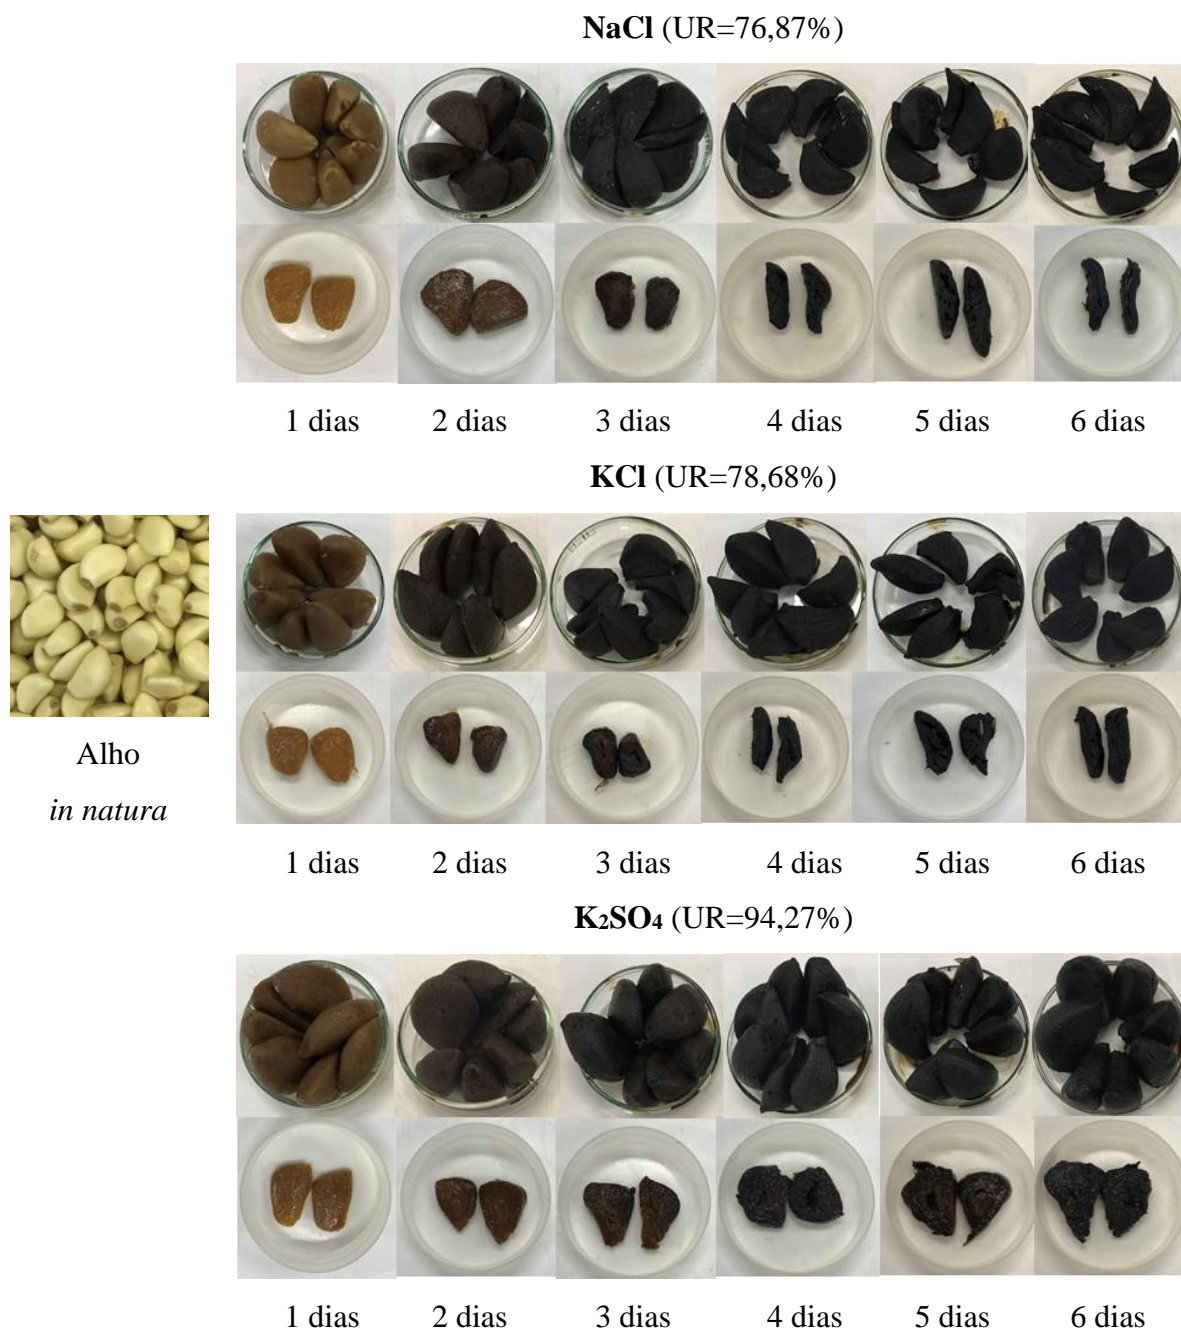 NaCl (UR=76,87%)
1 dias 2 dias 3 dias 4 dias 5 dias 6 dias
KCl (UR=78,68%)
Alho
in natura
1 dias 2 dias 3 dias 4 dias 5 dias 6 dias
K₂SO₄ (UR=94,27%)
1 dias 2 dias 3 dias 4 dias 5 dias 6 dias